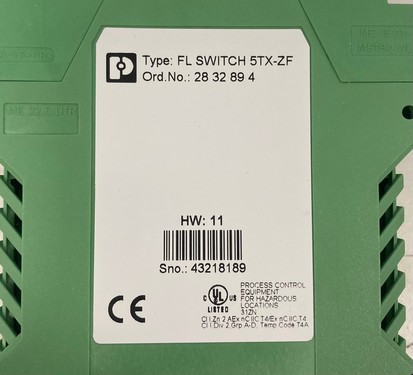 Type: FL SWITCH 5TX-ZF
Ord.No.: 28 32 89 4
HW: 11
Sno.: 43218189
CE
C UL US
LISTED
PROCESS CONTROL
EQUIPMENT
FOR HAZARDOUS
LOCATIONS
31ZN
Cl I Zn 2 AEx nC IIC T4/Ex nC IIC T4
Cl I,Div 2,Grp A-D, Temp Code T4A